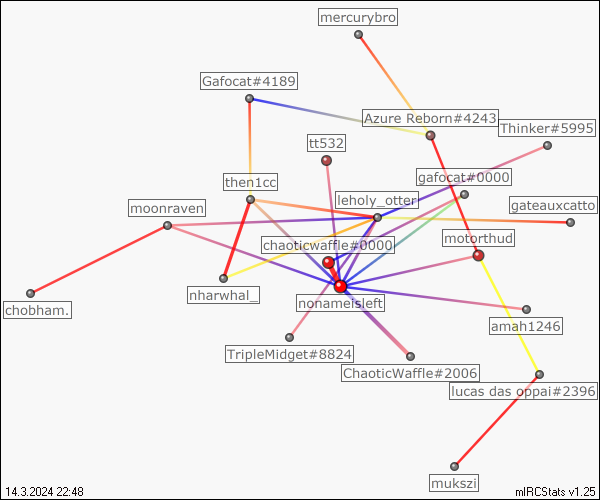 mercurybro
Gafocat#4189
Azure Reborn#4243
Thinker#5995
tt532
then1cc
gafocat#0000
leholy_otter
moonraven
gateauxcatto
motorthud
chaoticwaffle#0000
nharwhal_
nonameisleft
chobham.
amah1246
TripleMidget#8824
ChaoticWaffle#2006
lucas das oppai#2396
mukszi
14.3.2024 22:48
mIRCStats v1.25